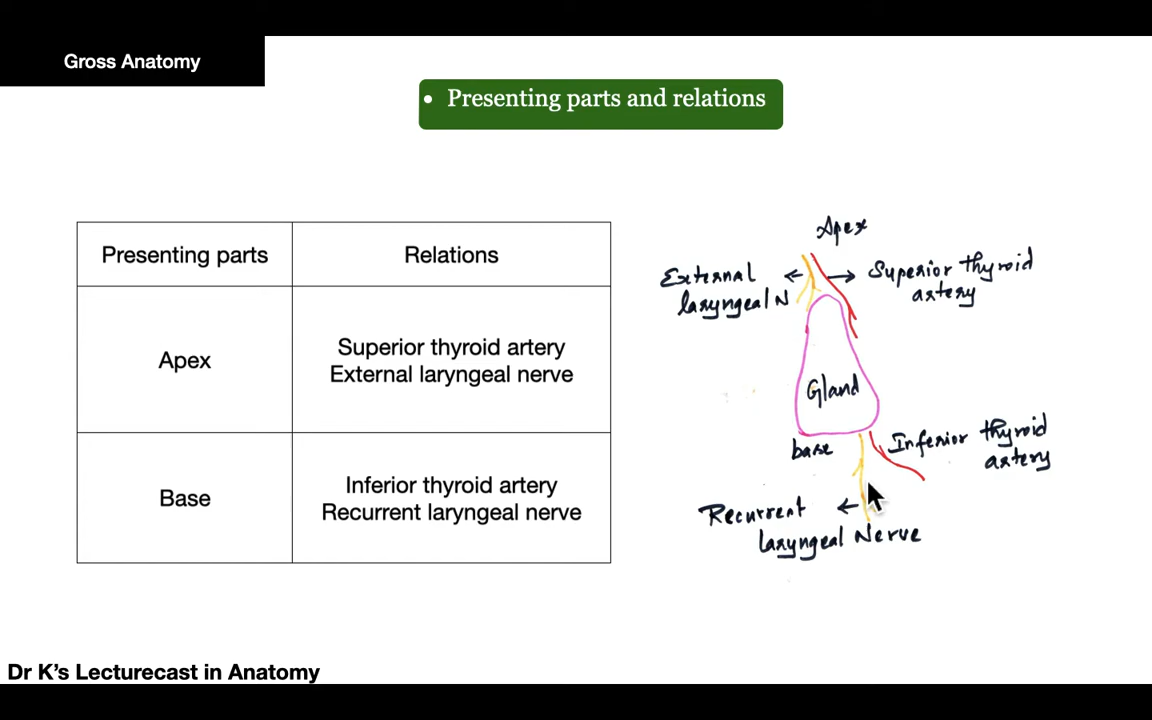 Gross Anatomy
• Presenting parts and relations
Presenting parts
Relations
Apex
Superior thyroid artery
External laryngeal nerve
Base
Inferior thyroid artery
Recurrent laryngeal nerve
Apex
External
laryngeal N
Superior thyroid
artery
Gland
base
Inferior thyroid
artery
Recurrent
laryngeal Nerve
Dr K's Lecturecast in Anatomy